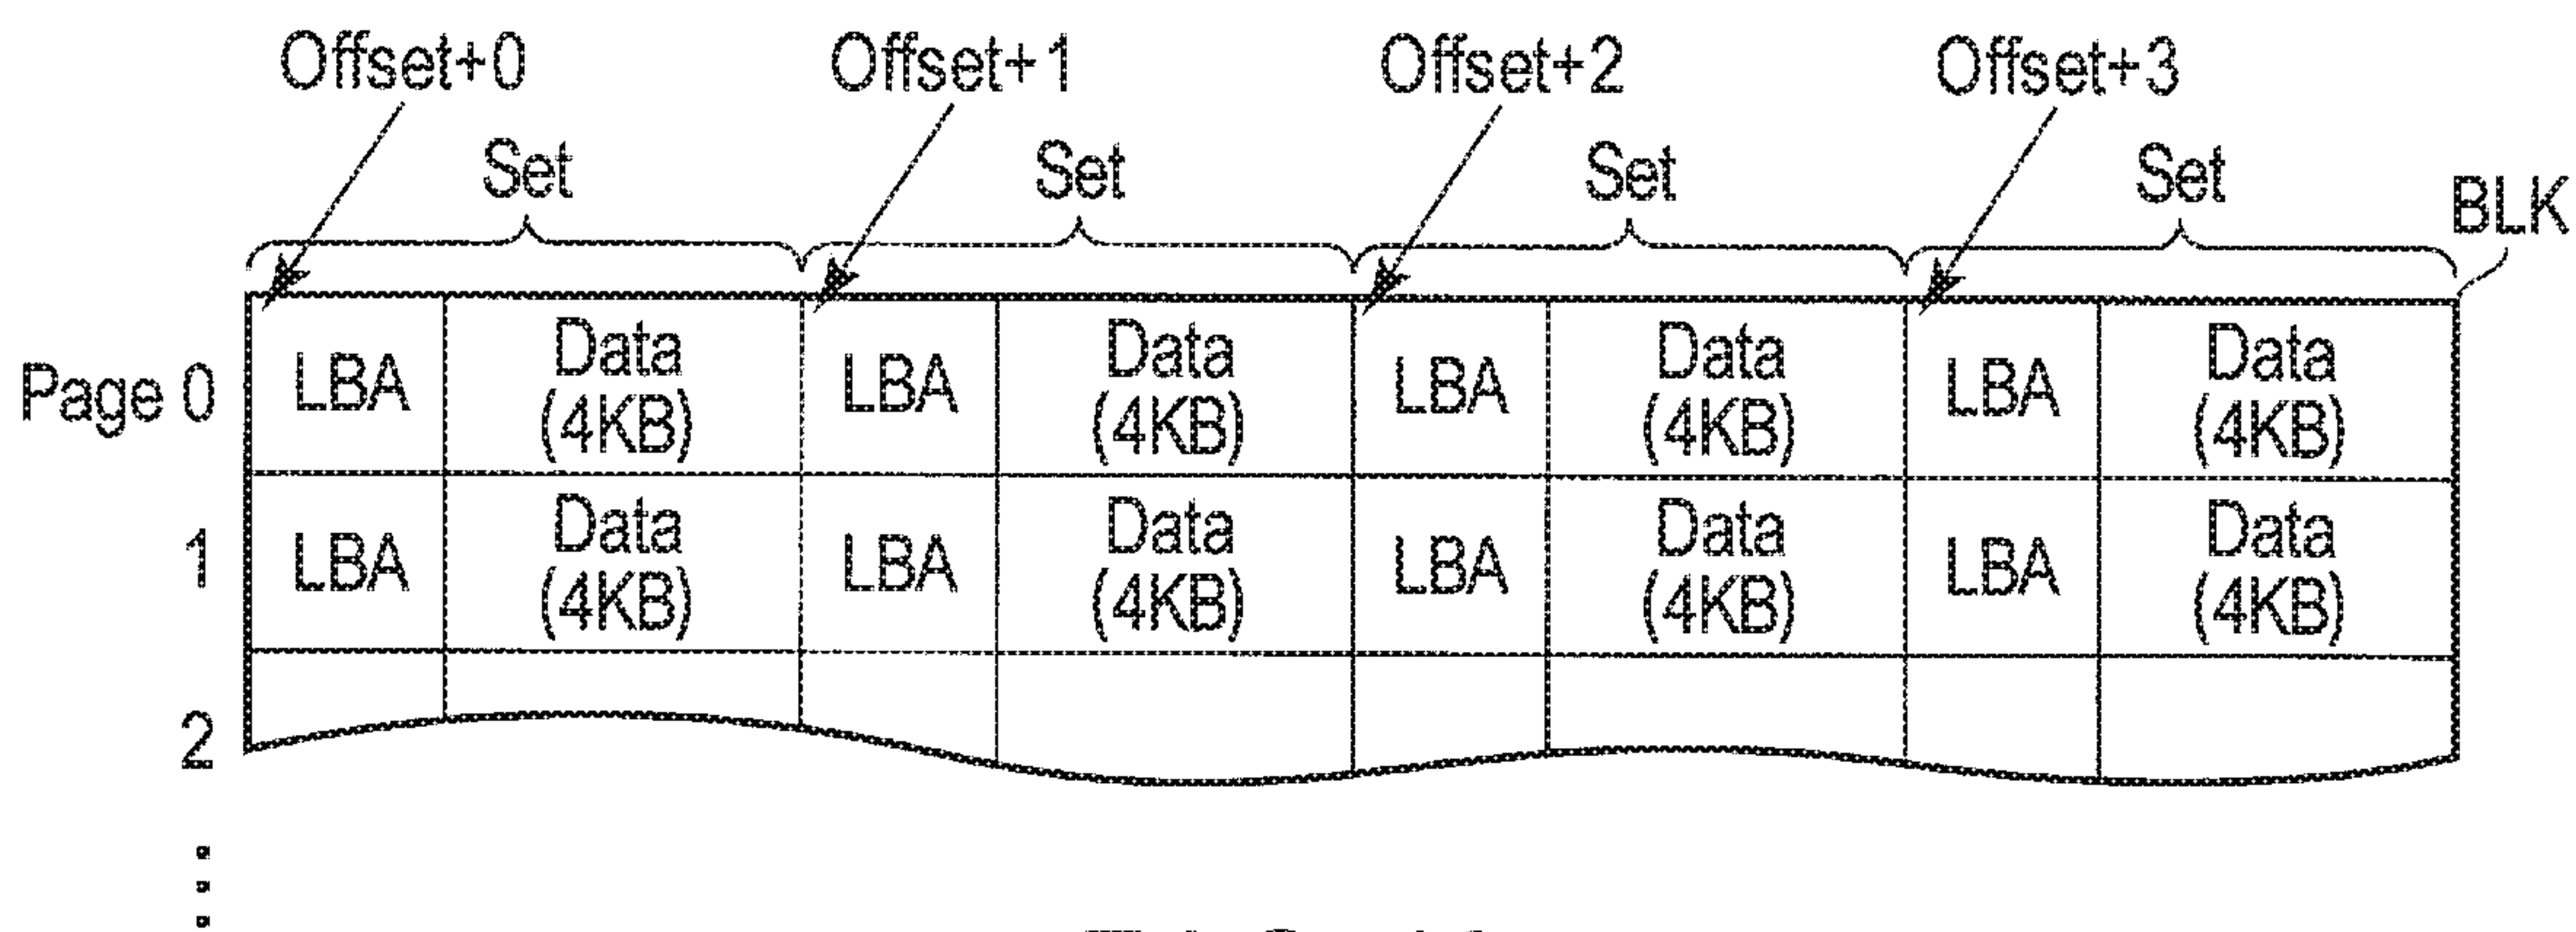 Offset+0 Offset+1 Offset+2 Offset+3
Set Set Set Set
BLK
Page 0 LBA Data (4KB) LBA Data (4KB) LBA Data (4KB) LBA Data (4KB)
1 LBA Data (4KB) LBA Data (4KB) LBA Data (4KB) LBA Data (4KB)
2